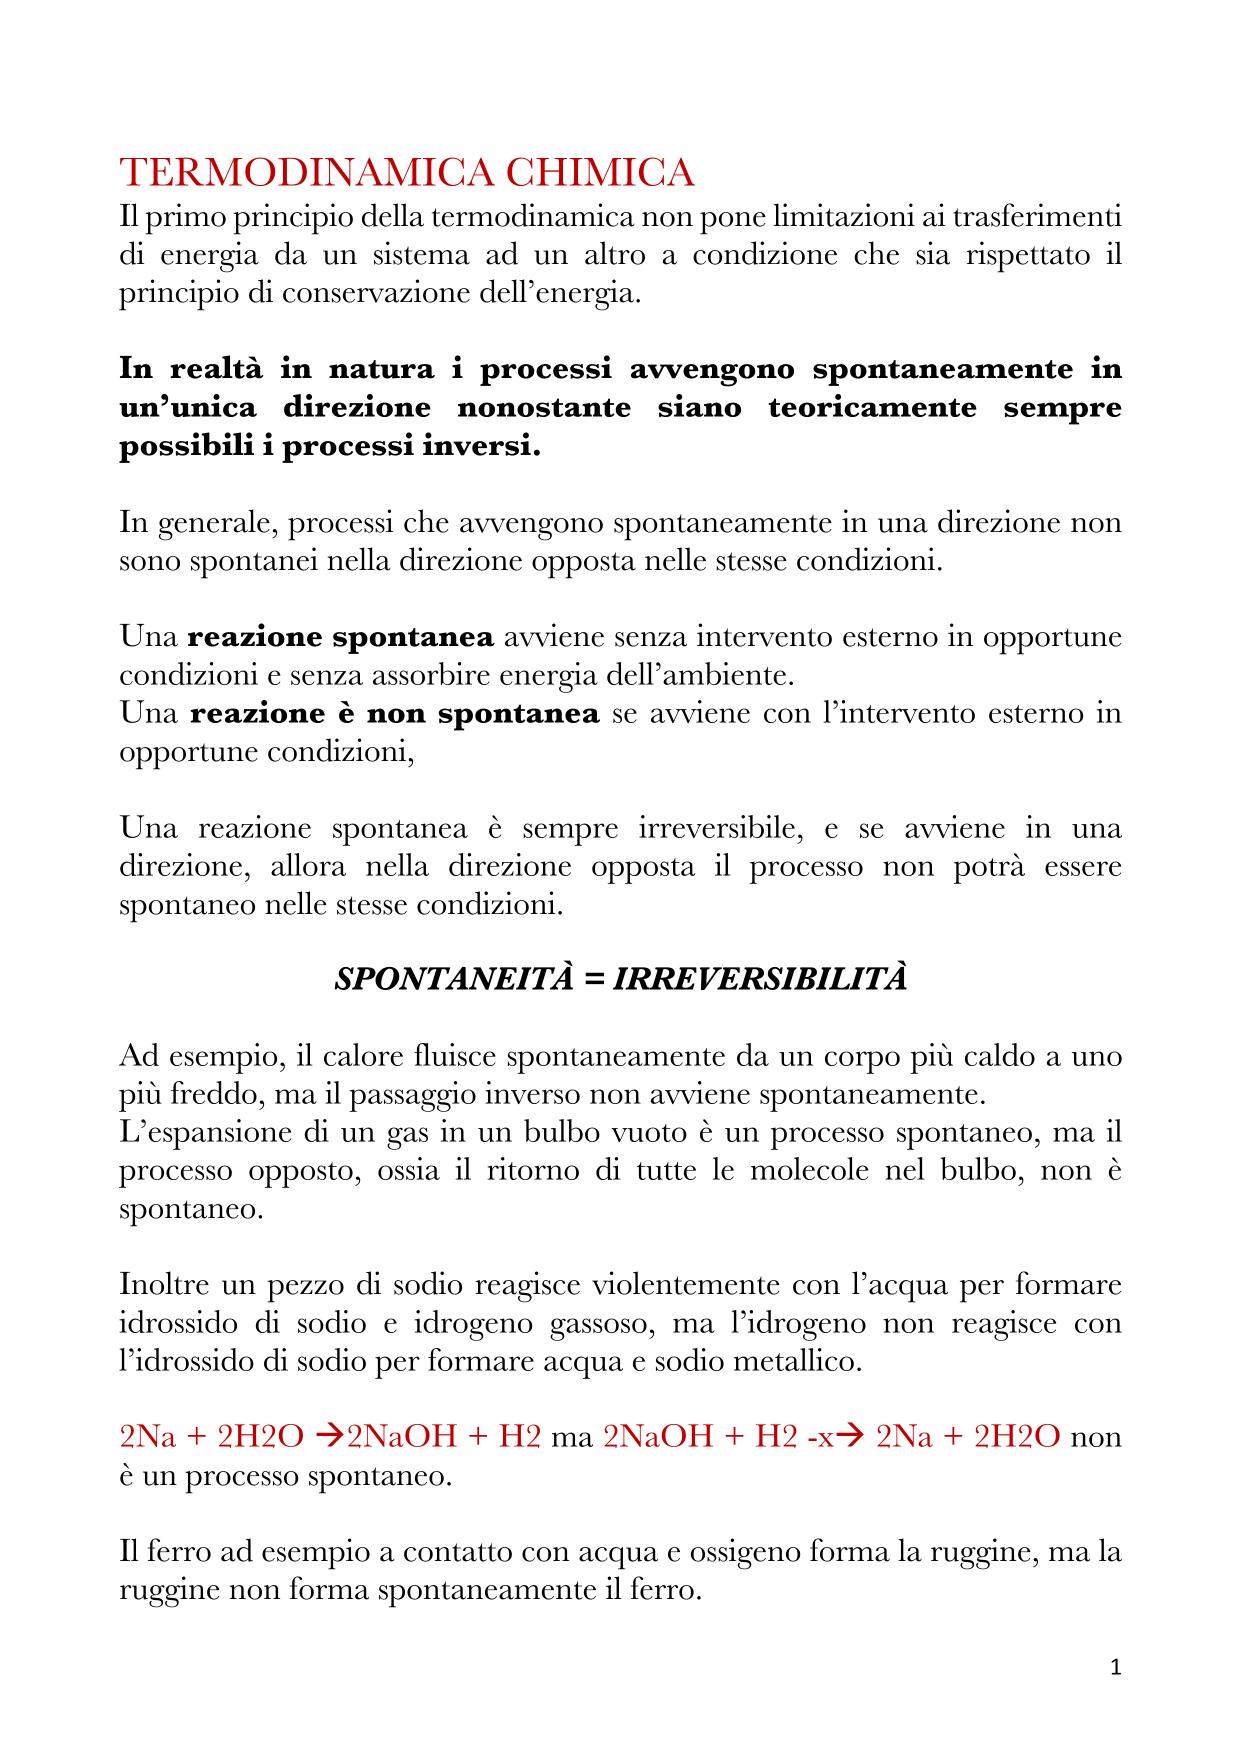 TERMODINAMICA CHIMICA
Il primo principio della termodinamica non pone limitazioni ai trasferimenti
di energia da un sistema ad un altro a condizione che sia rispettato il
principio di conservazione dell’energia.
In realtà in natura i processi avvengono spontaneamente in
un’unica direzione nonostante siano teoricamente sempre
possibili i processi inversi.
In generale, processi che avvengono spontaneamente in una direzione non
sono spontanei nella direzione opposta nelle stesse condizioni.
Una reazione spontanea avviene senza intervento esterno in opportune
condizioni e senza assorbire energia dell’ambiente.
Una reazione è non spontanea se avviene con l’intervento esterno in
opportune condizioni,
Una reazione spontanea è sempre irreversibile, e se avviene in una
direzione, allora nella direzione opposta il processo non potrà essere
spontaneo nelle stesse condizioni.
SPONTANEITÀ = IRREVERSIBILITÀ
Ad esempio, il calore fluisce spontaneamente da un corpo più caldo a uno
più freddo, ma il passaggio inverso non avviene spontaneamente.
L’espansione di un gas in un bulbo vuoto è un processo spontaneo, ma il
processo opposto, ossia il ritorno di tutte le molecole nel bulbo, non è
spontaneo.
Inoltre un pezzo di sodio reagisce violentemente con l’acqua per formare
idrossido di sodio e idrogeno gassoso, ma l’idrogeno non reagisce con
l’idrossido di sodio per formare acqua e sodio metallico.
2Na + 2H2O →2NaOH + H2 ma 2NaOH + H2 -x→ 2Na + 2H2O non
è un processo spontaneo.
Il ferro ad esempio a contatto con acqua e ossigeno forma la ruggine, ma la
ruggine non forma spontaneamente il ferro.
1